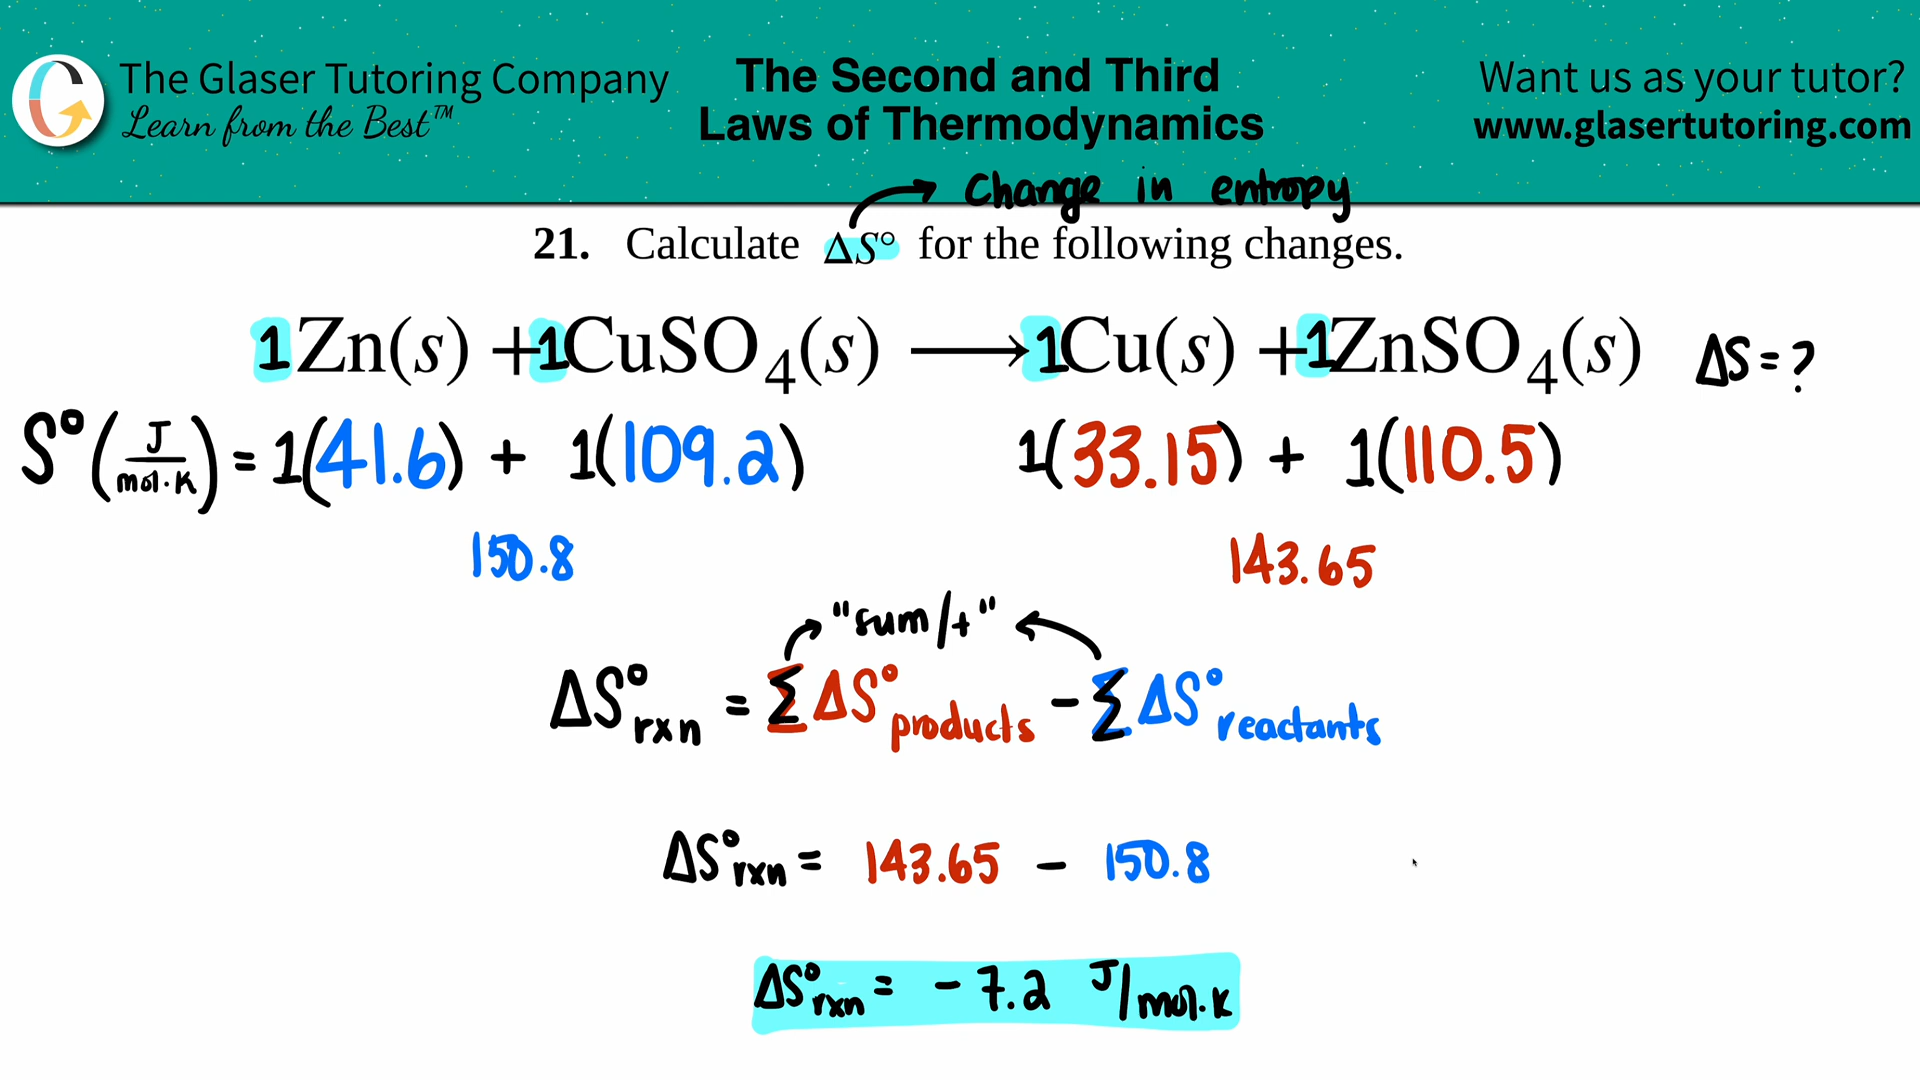 The Glaser Tutoring Company
Learn from the Best™
The Second and Third
Laws of Thermodynamics
Want us as your tutor?
www.glasertutoring.com
Change in entropy
21. Calculate ΔS° for the following changes.
1Zn(s) + 1CuSO₄(s) ⟶ 1Cu(s) + 1ZnSO₄(s) ΔS = ?
S° (J/mol·K) = 1(41.6) + 1(109.2) 1(33.15) + 1(110.5)
150.8 143.65
"sum/+"
ΔS°rxn = Σ ΔS°products - Σ ΔS°reactants
ΔS°rxn = 143.65 - 150.8
ΔS°rxn = -7.2 J/mol·K